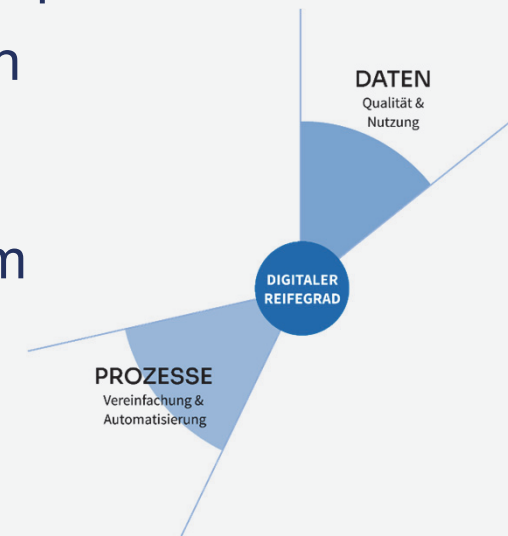 DATEN
Qualität &
Nutzung
DIGITALER
REIFEGRAD
PROZESSE
Vereinfachung &
Automatisierung